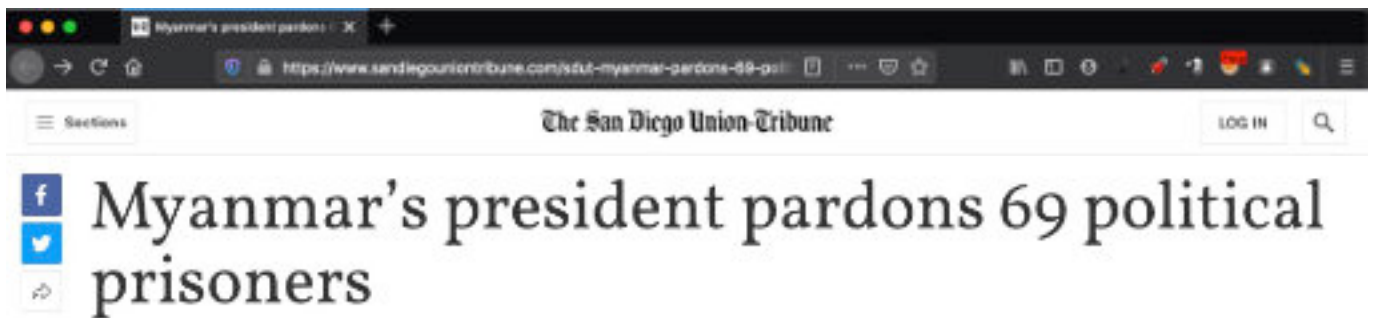 Myanmar's president pardons
https://www.sandiegouniontribune.com/sdut-myanmar-pardons-69-poli
Sections
The San Diego Union-Tribune
LOG IN
Myanmar's president pardons 69 political
prisoners